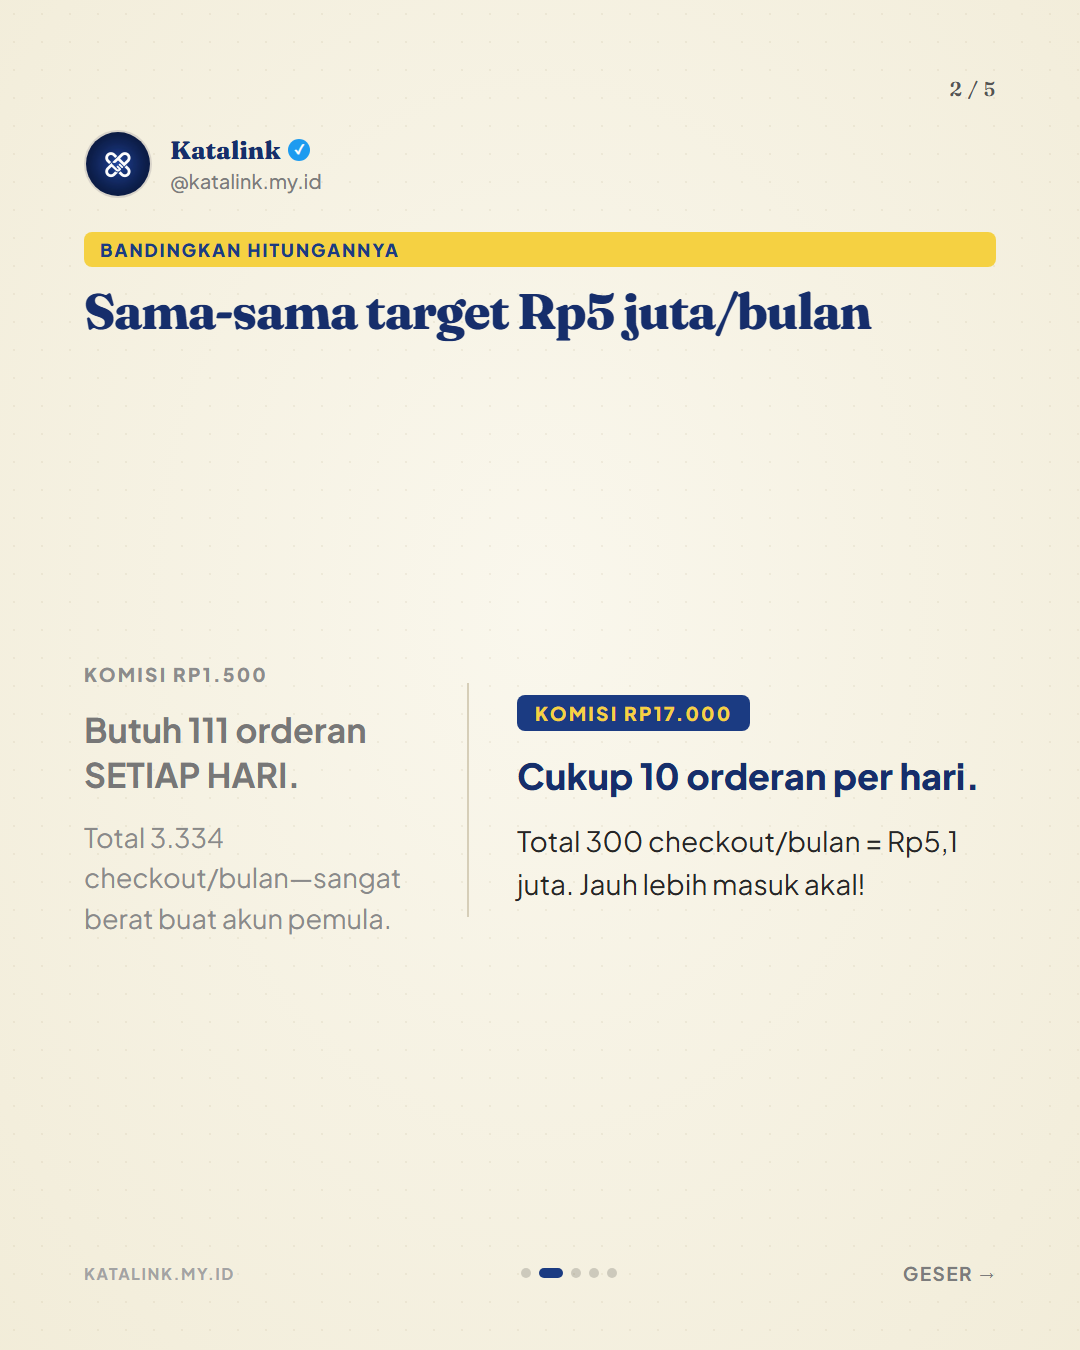 2 / 5
Katalink
@katalink.my.id
BANDINGKAN HITUNGANNYA
Sama-sama target Rp5 juta/bulan
KOMISI RP1.500
Butuh 111 orderan
SETIAP HARI.
Total 3.334
checkout/bulan—sangat
berat buat akun pemula.
KOMISI RP17.000
Cukup 10 orderan per hari.
Total 300 checkout/bulan = Rp5,1
juta. Jauh lebih masuk akal!
KATALINK.MY.ID
GESER →